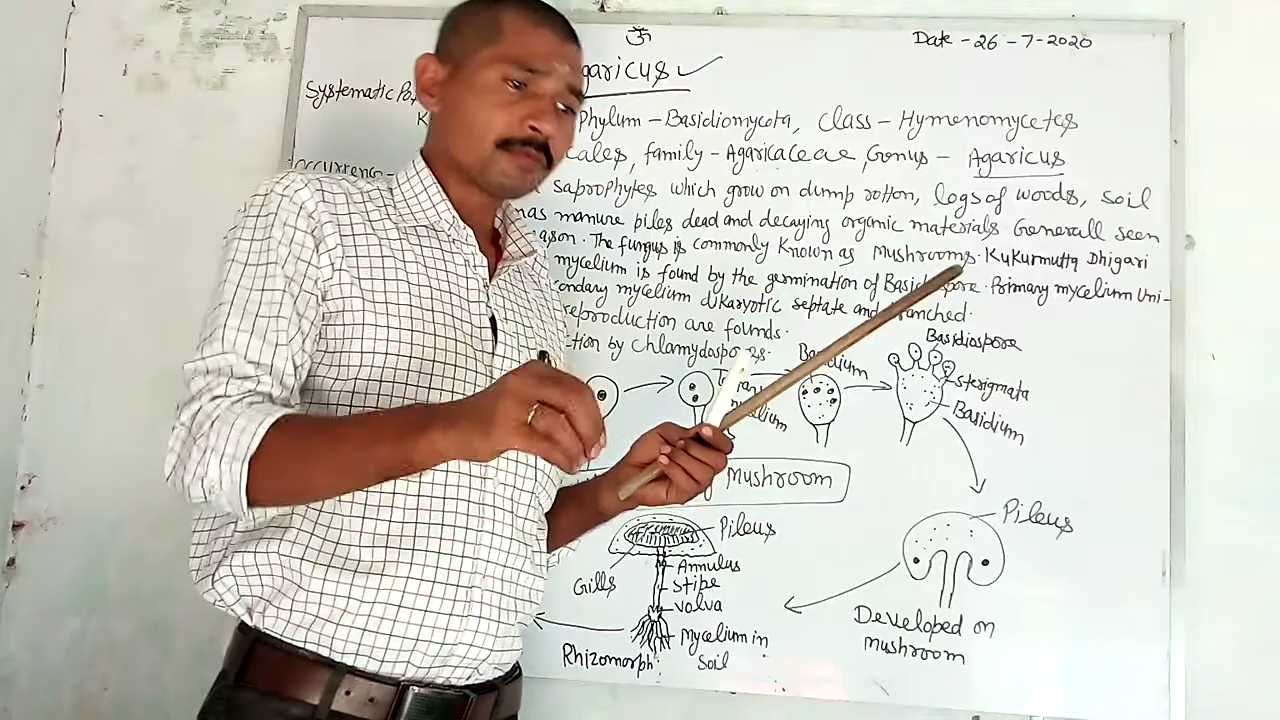 ॐ
Date - 26 - 7 - 2020
garicus ✓
Systematic Po
K
Phylum - Basidiomycota, Class - Hymenomycetes
cales, family - Agaricaceae, Genus - Agaricus
occurrence -
saprophytes which grow on dump rotton, logs of woods, soil
manure piles dead and decaying organic materials Generall seen
ason. The fungus is commonly known as Mushrooms. Kukurmutta Dhigari
mycelium is found by the germination of Basidiospore. Primary mycelium Uni-
condary mycelium dikaryotic septate and branched.
reproduction are founds.
ction by Chlamydospores.
Basidium
Basidiospore
sterigmata
Basidium
Mushroom
Pileus
Gills
Annulus
stipe
volva
Mycelium in
soil
Rhizomorph
Pileus
Developed on
mushroom